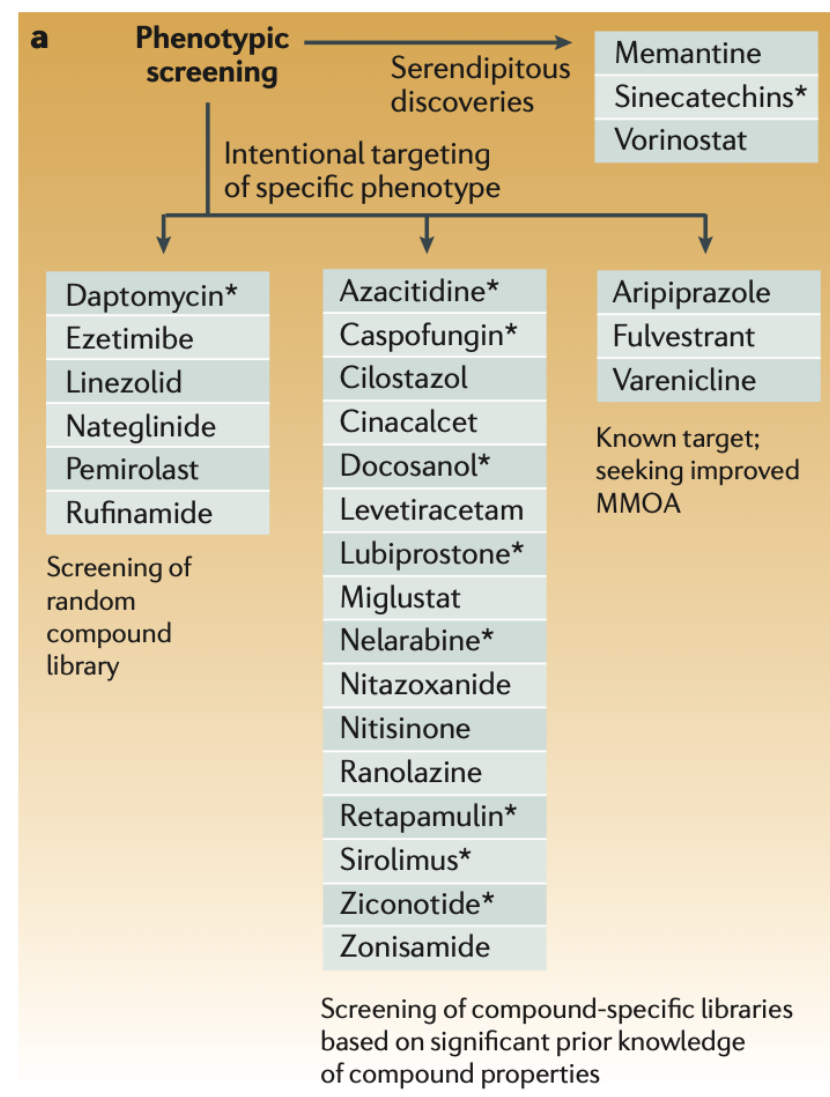 a
Phenotypic
screening
Serendipitous
discoveries
Memantine
Sinecatechins*
Vorinostat
Intentional targeting
of specific phenotype
Daptomycin*
Ezetimibe
Linezolid
Nateglinide
Pemirolast
Rufinamide
Screening of
random
compound
library
Azacitidine*
Caspofungin*
Cilostazol
Cinacalcet
Docosanol*
Levetiracetam
Lubiprostone*
Miglustat
Nelarabine*
Nitazoxanide
Nitisinone
Ranolazine
Retapamulin*
Sirolimus*
Ziconotide*
Zonisamide
Screening of compound-specific libraries
based on significant prior knowledge
of compound properties
Aripiprazole
Fulvestrant
Varenicline
Known target;
seeking improved
MMOA